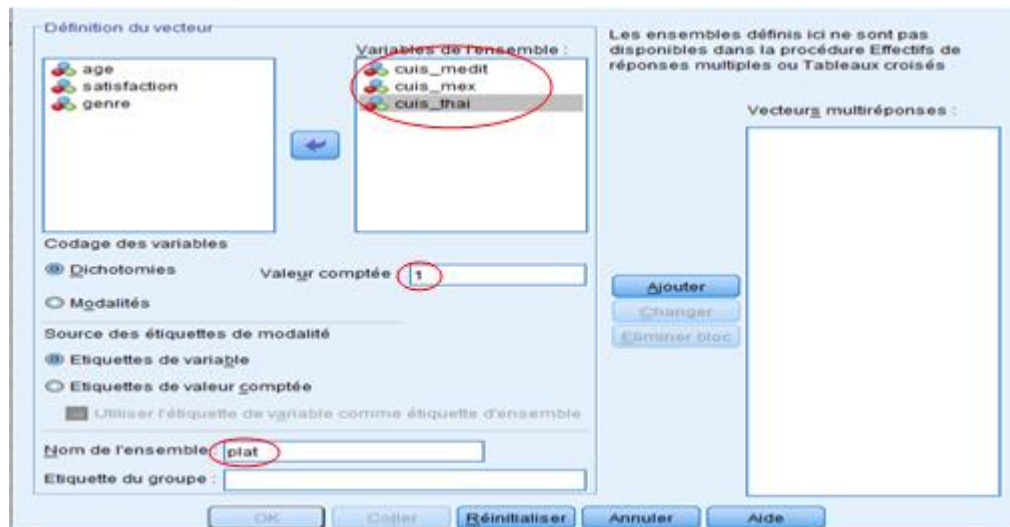 Définition du vecteur
Variables de l'ensemble :
age
satisfaction
genre
cuis_medit
cuis_mex
cuis_thai
Les ensembles définis ici ne sont pas
disponibles dans la procédure Effectifs de
réponses multiples ou Tableaux croisés
Vecteurs multiréponses :
Codage des variables
Dichotomies
Valeur comptée
1
Modalités
Source des étiquettes de modalité
Etiquettes de variable
Etiquettes de valeur comptée
Utiliser l'étiquette de variable comme étiquette d'ensemble
Nom de l'ensemble : plat
Etiquette du groupe :
Ajouter
Changer
Eliminer bloc
OK
Coller
Réinitialiser
Annuler
Aide